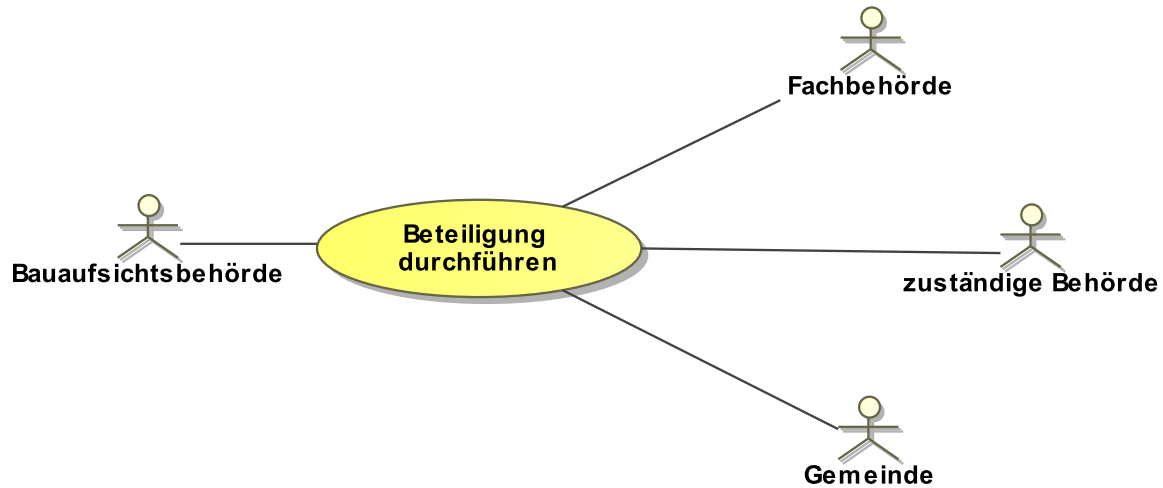 Fachbehörde
Beteiligung
durchführen
Bauaufsichtsbehörde
zuständige Behörde
Gemeinde